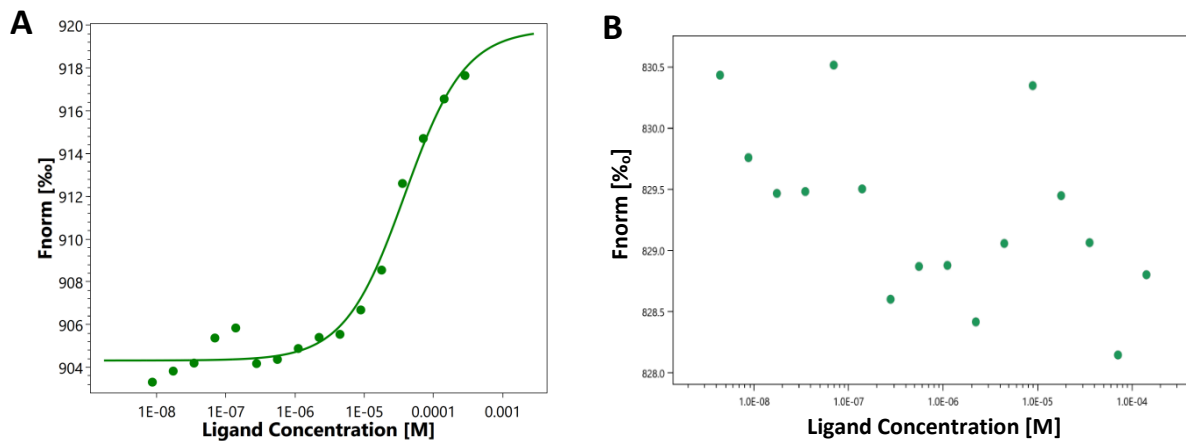 A
920
918
916
914
912
910
908
906
904
Fnorm [‰]
1E-08 1E-07 1E-06 1E-05 0.0001 0.001
Ligand Concentration [M]
B
830.5
830.0
829.5
829.0
828.5
828.0
Fnorm [‰]
1.0E-08 1.0E-07 1.0E-06 1.0E-05 1.0E-04
Ligand Concentration [M]